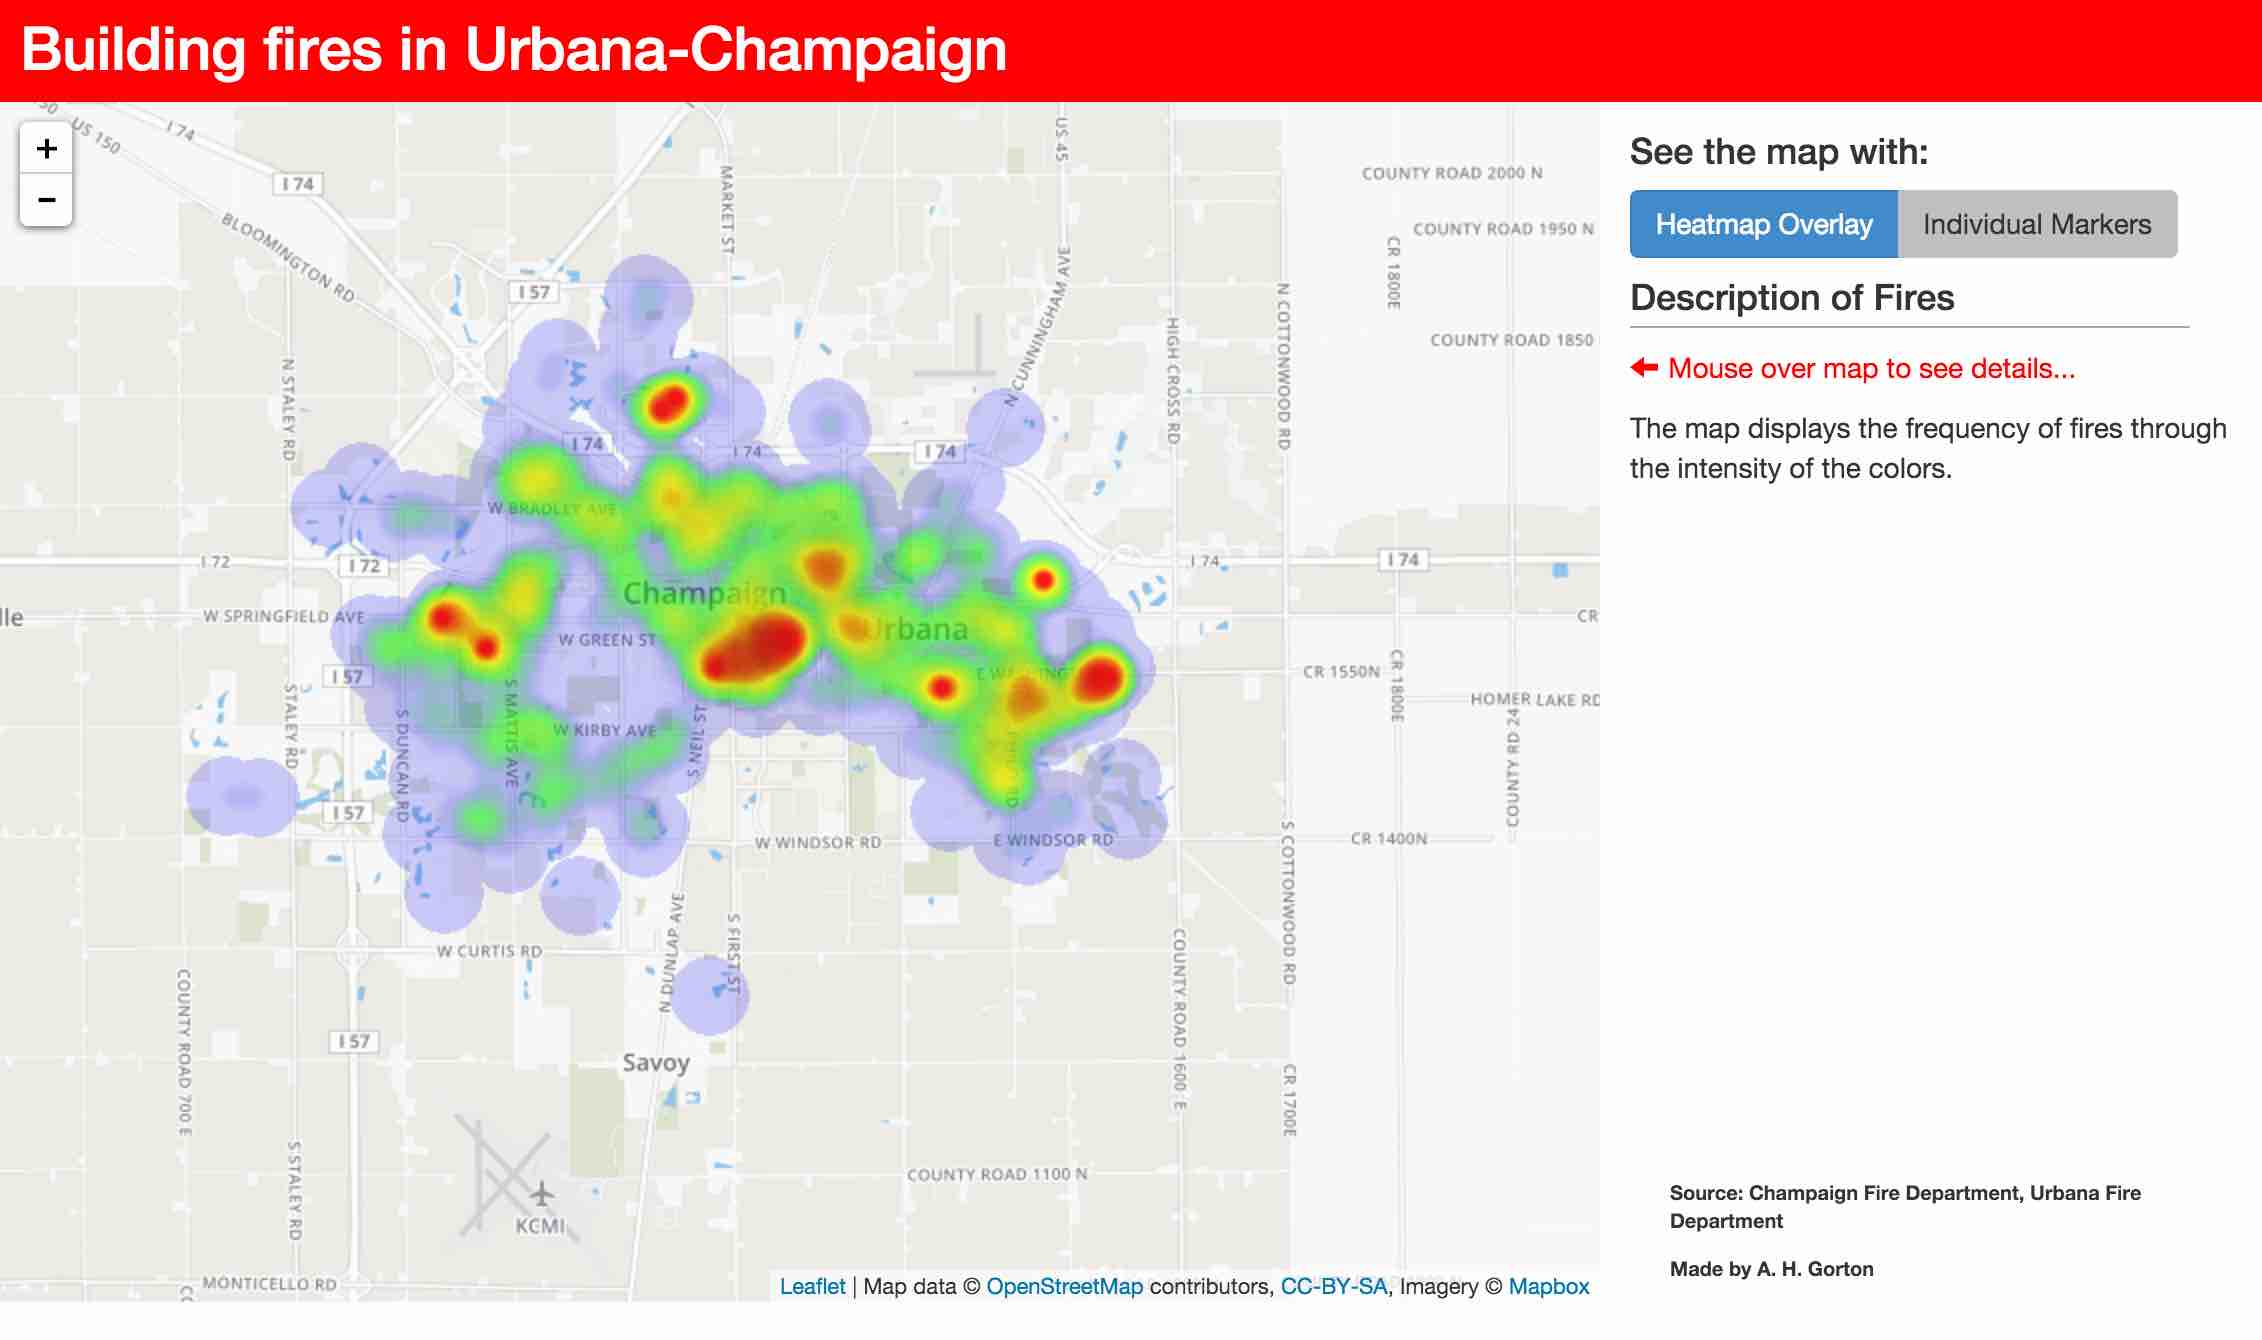 Building fires in Urbana-Champaign
+
−
50
US 150
I 74
I 74
BLOOMINGTON RD
MARKET ST
US 45
COUNTY ROAD 2000 N
COUNTY ROAD 1950 N
CR 1800E
COUNTY ROAD 1850
I 57
N CUNNINGHAM AVE
N COTTONWOOD RD
HIGH CROSS RD
N STALEY RD
I 74
I 74
I 74
W BRADLEY AVE
I 72
I 72
I 74
I 74
Champaign
lle
W SPRINGFIELD AVE
CR
Urbana
W GREEN ST
I 57
CR 1550N
CR 1800E
HOMER LAKE RD
STALEY RD
S DUNCAN RD
S MATTIS AVE
W KIRBY AVE
S NEIL ST
COUNTY RD 24
I 57
W WINDSOR RD
E WINDSOR RD
CR 1400N
S COTTONWOOD RD
N DUNLAP AVE
S FIRST ST
W CURTIS RD
COUNTY ROAD 700 E
COUNTY ROAD 1600 E
I 57
Savoy
CR 1700E
S STALEY RD
COUNTY ROAD 1100 N
KCMI
MONTICELLO RD
Leaflet | Map data © OpenStreetMap contributors, CC-BY-SA, Imagery © Mapbox
See the map with:
Heatmap Overlay Individual Markers
Description of Fires
Mouse over map to see details...
The map displays the frequency of fires through
the intensity of the colors.
Source: Champaign Fire Department, Urbana Fire
Department
Made by A. H. Gorton